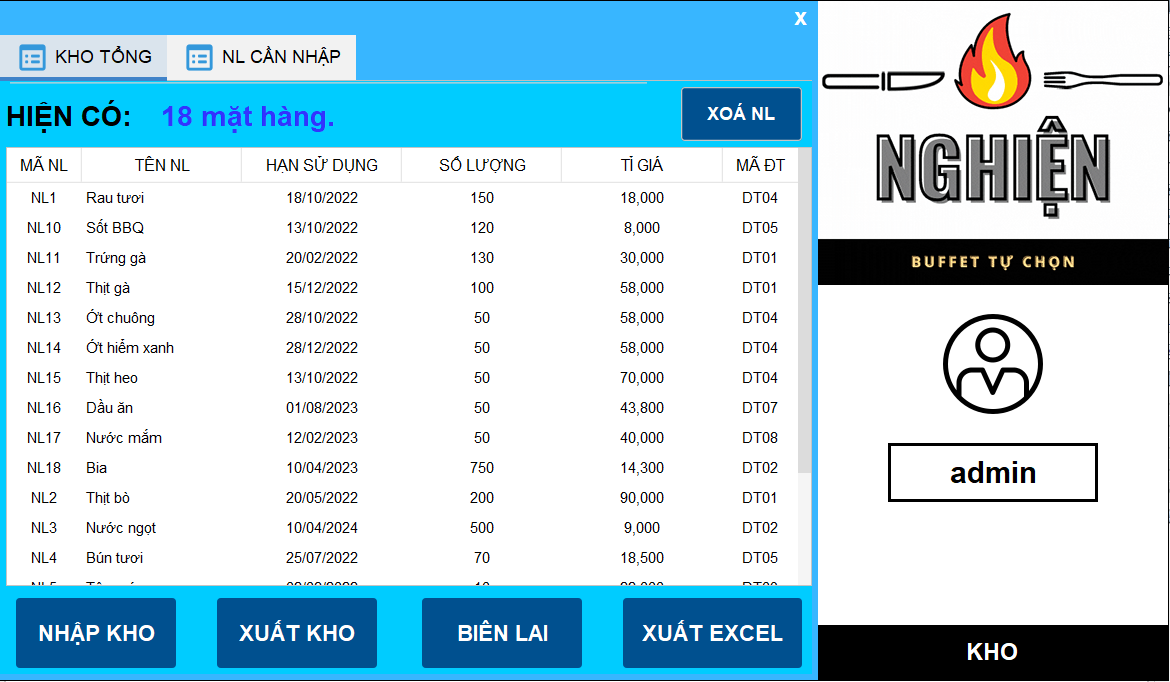 X
KHO TỔNG NL CẦN NHẬP
HIỆN CÓ: 18 mặt hàng.
XOÁ NL
MÃ NL TÊN NL HẠN SỬ DỤNG SỐ LƯỢNG TỈ GIÁ MÃ ĐT
NL1 Rau tươi 18/10/2022 150 18,000 DT04
NL10 Sốt BBQ 13/10/2022 120 8,000 DT05
NL11 Trứng gà 20/02/2022 130 30,000 DT01
NL12 Thịt gà 15/12/2022 100 58,000 DT01
NL13 Ớt chuông 28/10/2022 50 58,000 DT04
NL14 Ớt hiểm xanh 28/12/2022 50 58,000 DT04
NL15 Thịt heo 13/10/2022 50 70,000 DT04
NL16 Dầu ăn 01/08/2023 50 43,800 DT07
NL17 Nước mắm 12/02/2023 50 40,000 DT08
NL18 Bia 10/04/2023 750 14,300 DT02
NL2 Thịt bò 20/05/2022 200 90,000 DT01
NL3 Nước ngọt 10/04/2024 500 9,000 DT02
NL4 Bún tươi 25/07/2022 70 18,500 DT05
NHẬP KHO XUẤT KHO BIÊN LAI XUẤT EXCEL
NGHIỆN
BUFFET TỰ CHỌN
admin
KHO